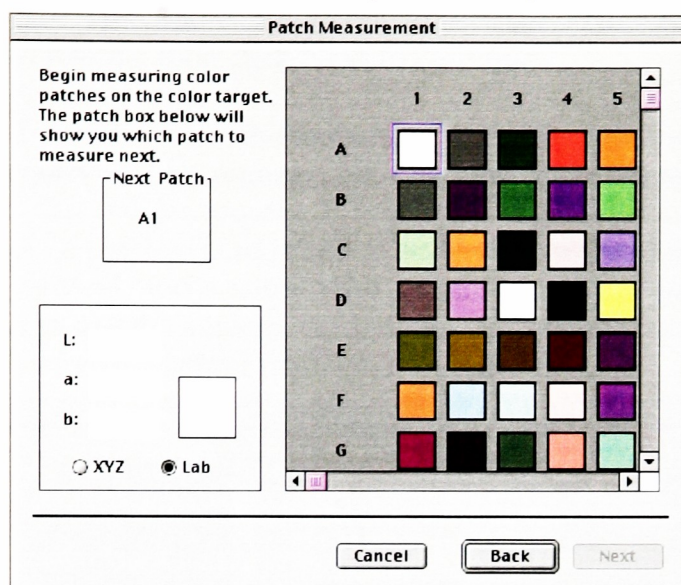 Patch Measurement
Begin measuring color
patches on the color target.
The patch box below will
show you which patch to
measure next.
Next Patch
A1
L:
a:
b:
XYZ
Lab
1 2 3 4 5
A
B
C
D
E
F
G
Cancel
Back
Next